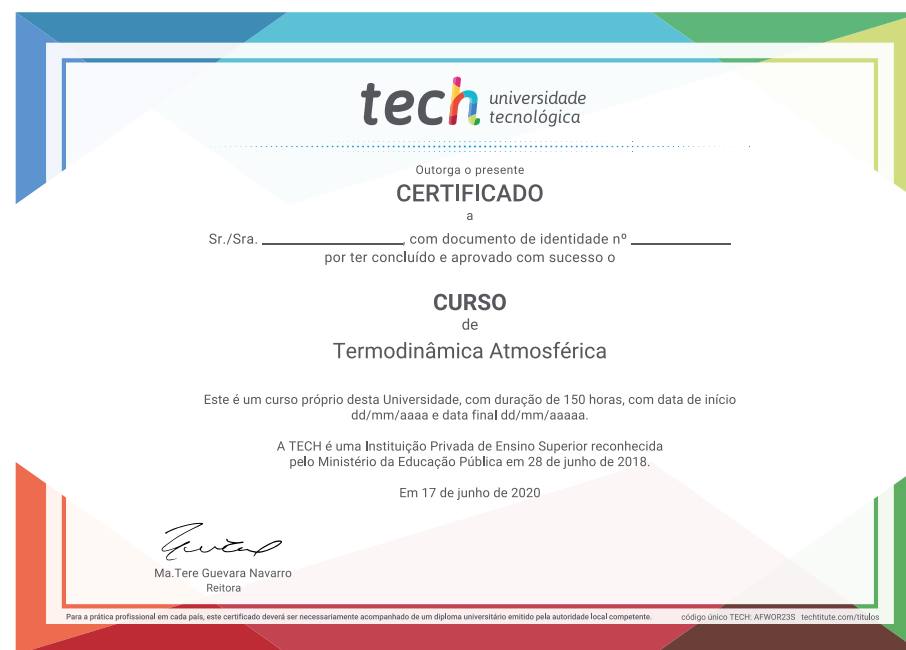 tech universidade
tecnológica
Outorga o presente
CERTIFICADO
a
Sr./Sra. ____________________, com documento de identidade nº ______________
por ter concluído e aprovado com sucesso o
CURSO
de
Termodinâmica Atmosférica
Este é um curso próprio desta Universidade, com duração de 150 horas, com data de início
dd/mm/aaaa e data final dd/mm/aaaaa.
A TECH é uma Instituição Privada de Ensino Superior reconhecida
pelo Ministério da Educação Pública em 28 de junho de 2018.
Em 17 de junho de 2020
Ma.Tere Guevara Navarro
Reitora
Para a prática profissional em cada país, este certificado deverá ser necessariamente acompanhado de um diploma universitário emitido pela autoridade local competente. código único TECH: AFWOR23S techtitute.com/titulos